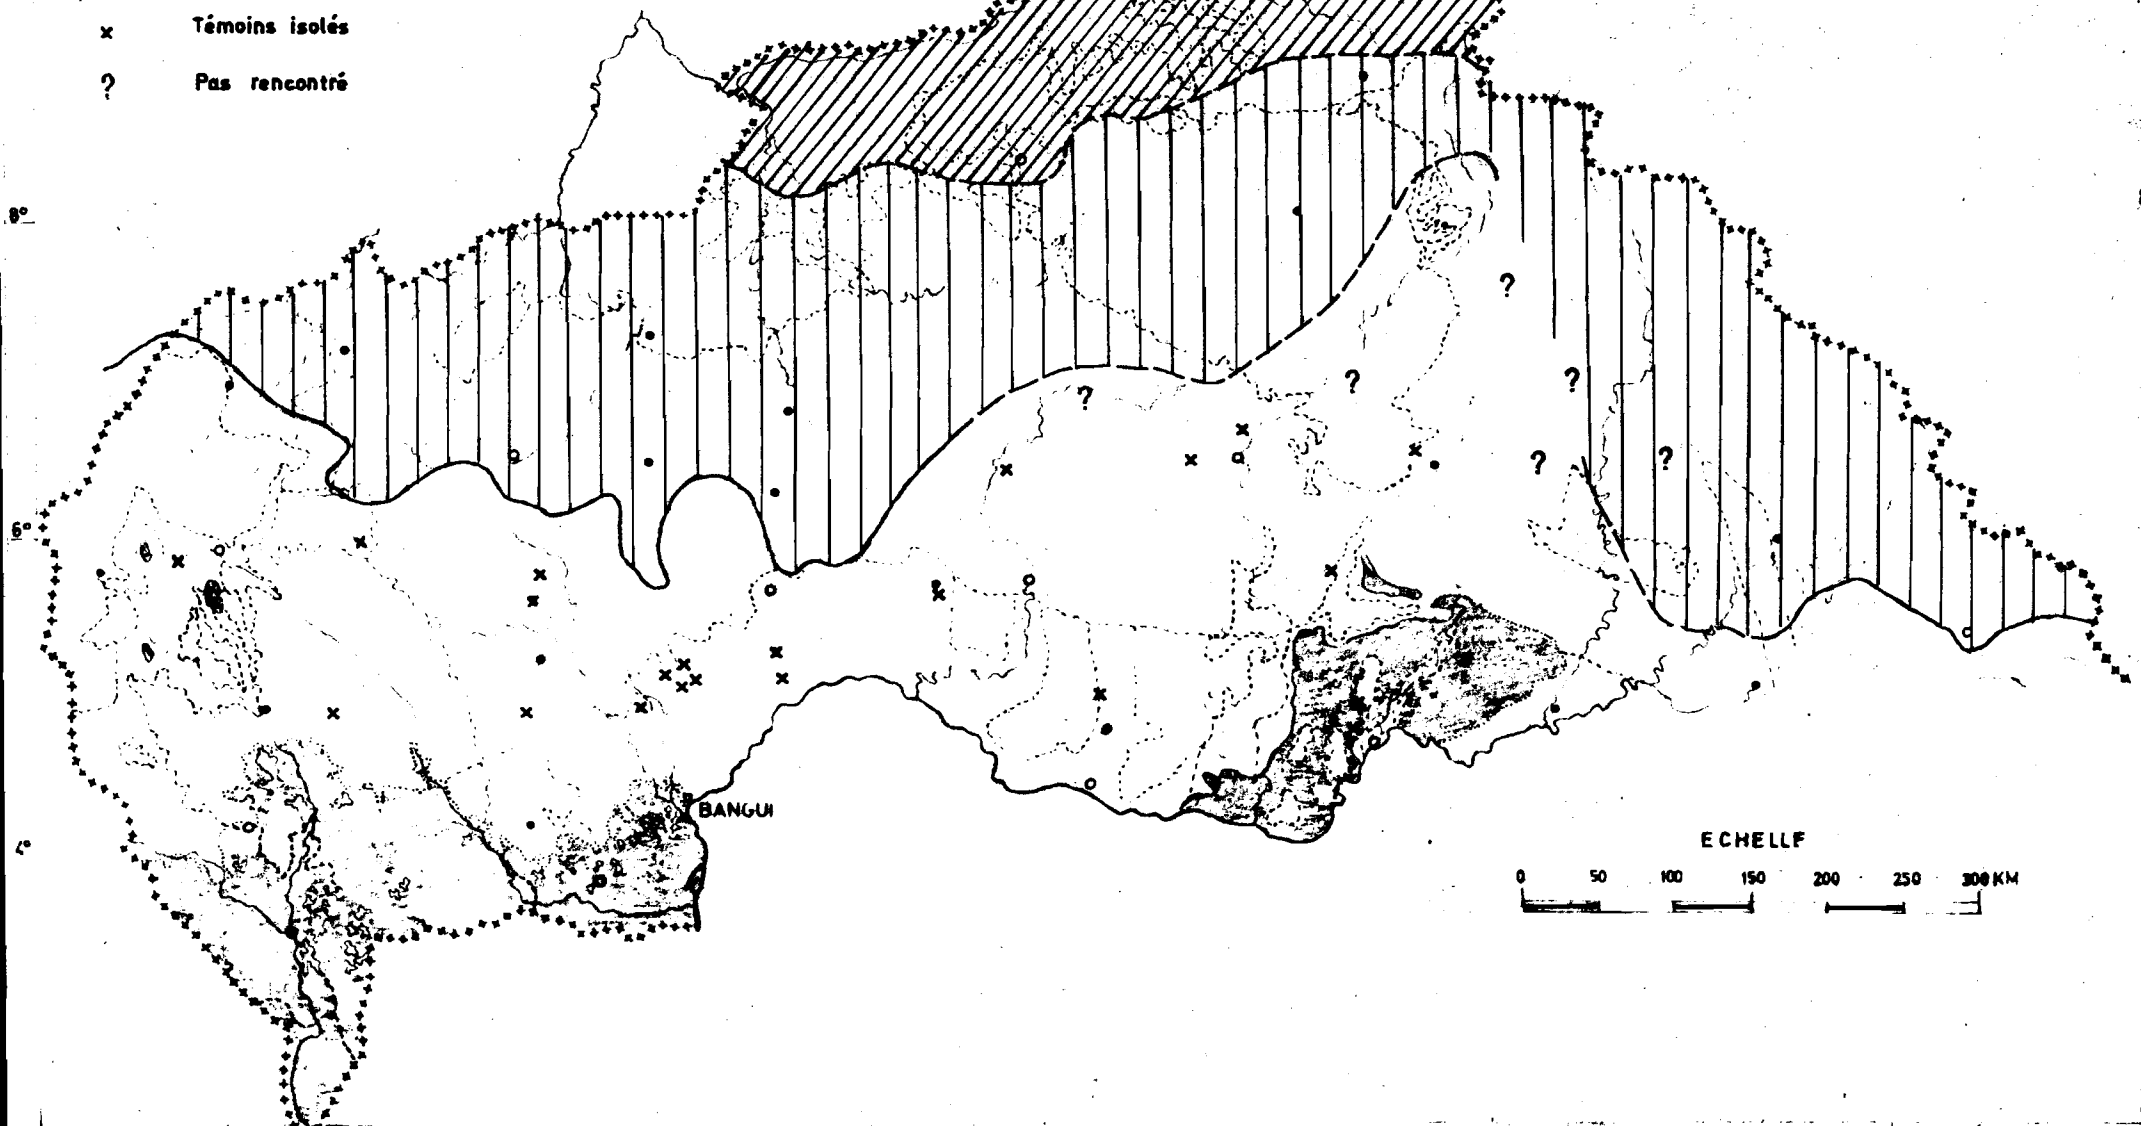 x Témoins isolés
? Pas rencontré
8°
?
?
?
?
?
?
6°
BANGUI
4°
ECHELLE
0 50 100 150 200 250 300 KM